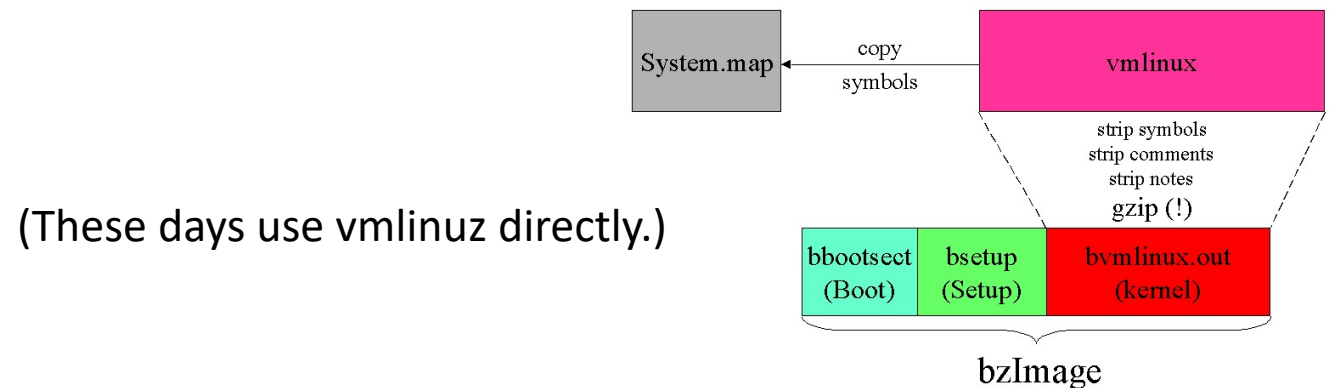 System.map
copy
symbols
vmlinux
strip symbols
strip comments
strip notes
gzip (!)
(These days use vmlinuz directly.)
bbootsect
(Boot)
bsetup
(Setup)
bvmlinux.out
(kernel)
bzImage